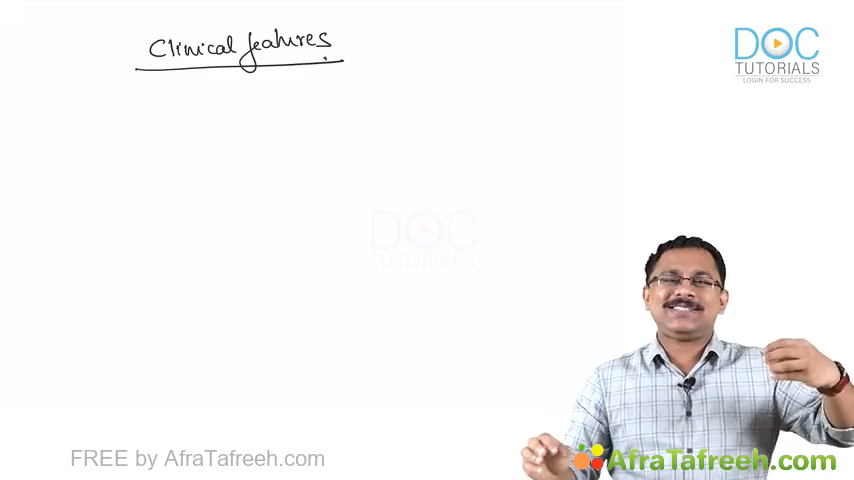 Clinical features
DOC
TUTORIALS
LOGIN FOR SUCCESS
DOC
TUTORIALS
FREE by AfraTafreeh.com
AfraTafreeh.com